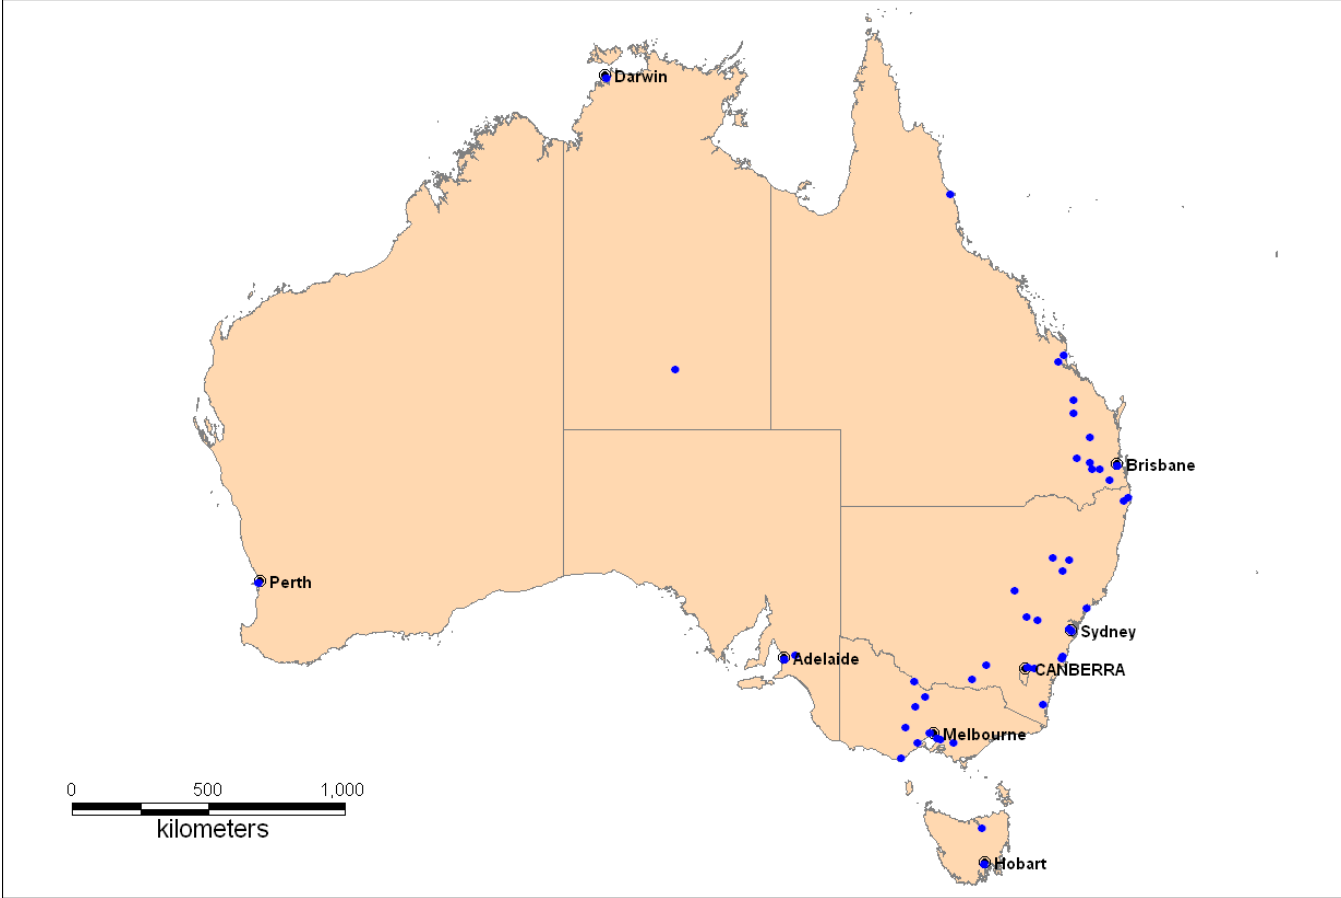 Darwin
Brisbane
Perth
Sydney
Adelaide
CANBERRA
Melbourne
0 500 1,000
kilometers
Hobart